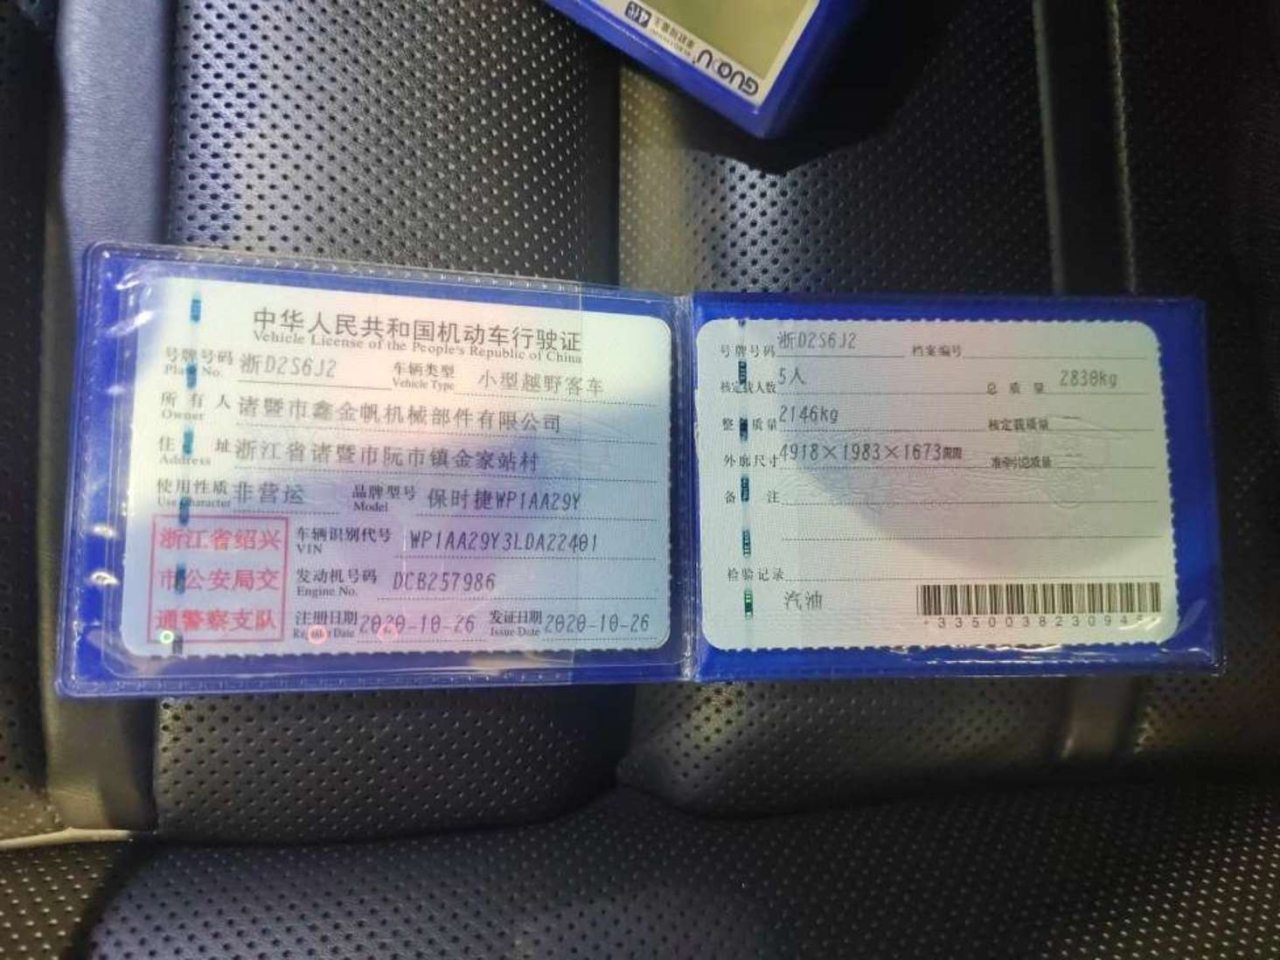 GUOYU
中华人民共和国机动车行驶证
Vehicle License of the People's Republic of China
号牌号码 浙D2S6J2 车辆类型 小型越野客车
Plate No. Vehicle Type
所有人 诸暨市鑫金帆机械部件有限公司
Owner
住址 浙江省诸暨市阮市镇金家站村
Address
使用性质 非营运 品牌型号 保时捷WP1AA29Y
Use Character Model
浙江省绍兴
市公安局交
通警察支队
车辆识别代号 WP1AA29Y3LDA22401
VIN
发动机号码 DCB257986
Engine No.
注册日期 2020-10-26 发证日期 2020-10-26
Register Date Issue Date
号牌号码 浙D2S6J2 档案编号
核定载人数 5人 总质量 2830kg
整备质量 2146kg 核定载质量
外廓尺寸 4918×1983×1673mm 准牵引总质量
备注
检验记录
汽油